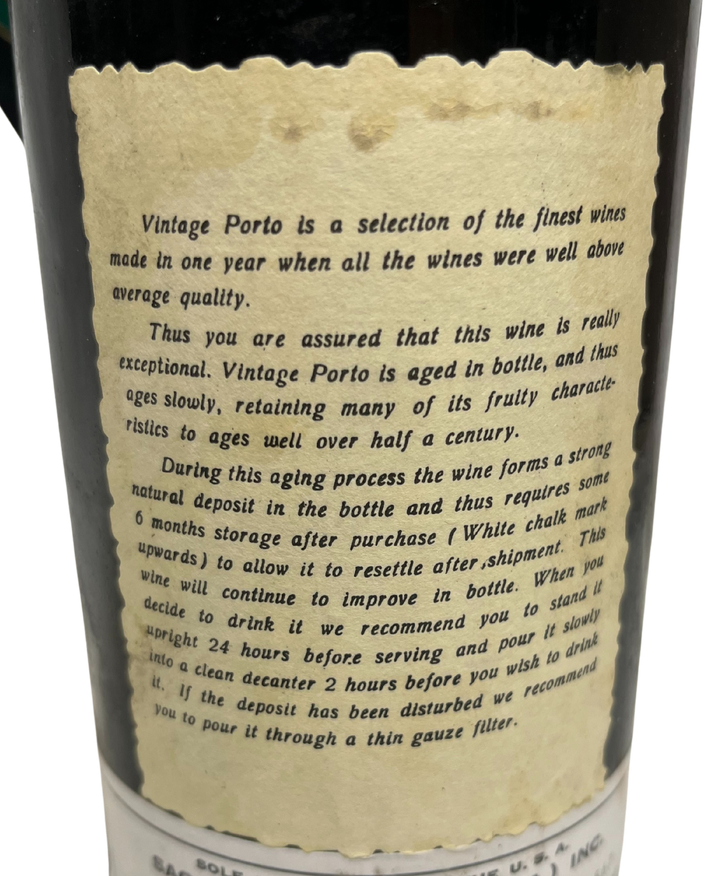 Vintage Porto is a selection of the finest wines
made in one year when all the wines were well above
average quality.
Thus you are assured that this wine is really
exceptional. Vintage Porto is aged in bottle, and thus
ages slowly, retaining many of its fruity characte-
ristics to ages well over half a century.
During this aging process the wine forms a strong
natural deposit in the bottle and thus requires some
6 months storage after purchase ( White chalk mark
upwards ) to allow it to resettle after shipment. This
wine will continue to improve in bottle. When you
decide to drink it we recommend you to stand it
upright 24 hours before serving and pour it slowly
into a clean decanter 2 hours before you wish to drink
it. If the deposit has been disturbed we recommend
you to pour it through a thin gauze filter.
SOLE U. S. A.
INC.